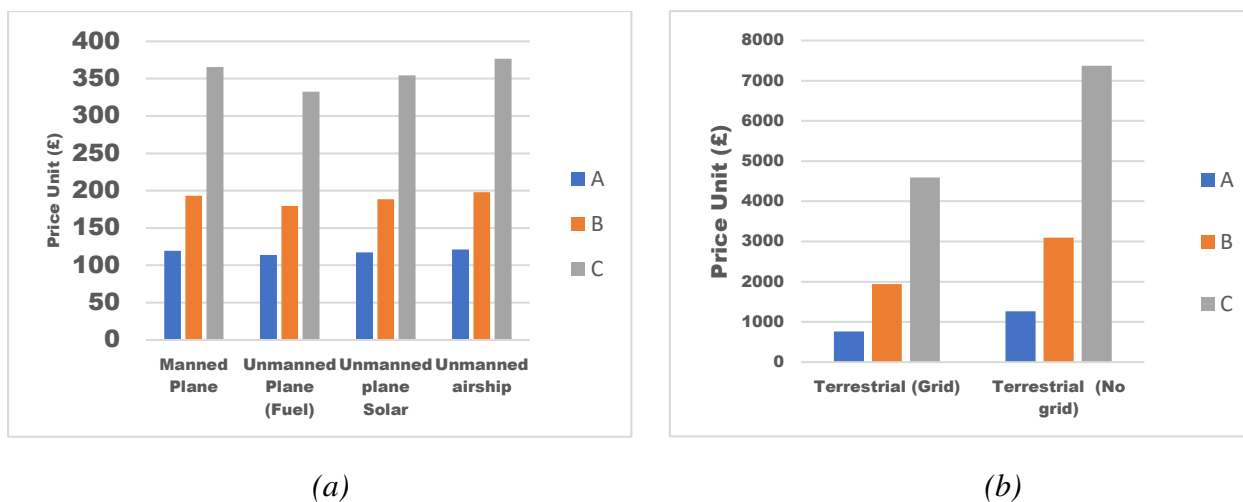 400
350
300
250
200
150
100
50
0
Price Unit (£)
Manned
Plane
Unmanned
Plane
(Fuel)
Unmanned
plane
Solar
Unmanned
airship
A
B
C
(a)
8000
7000
6000
5000
4000
3000
2000
1000
0
Price Unit (£)
Terrestrial (Grid)
Terrestrial (No
grid)
A
B
C
(b)